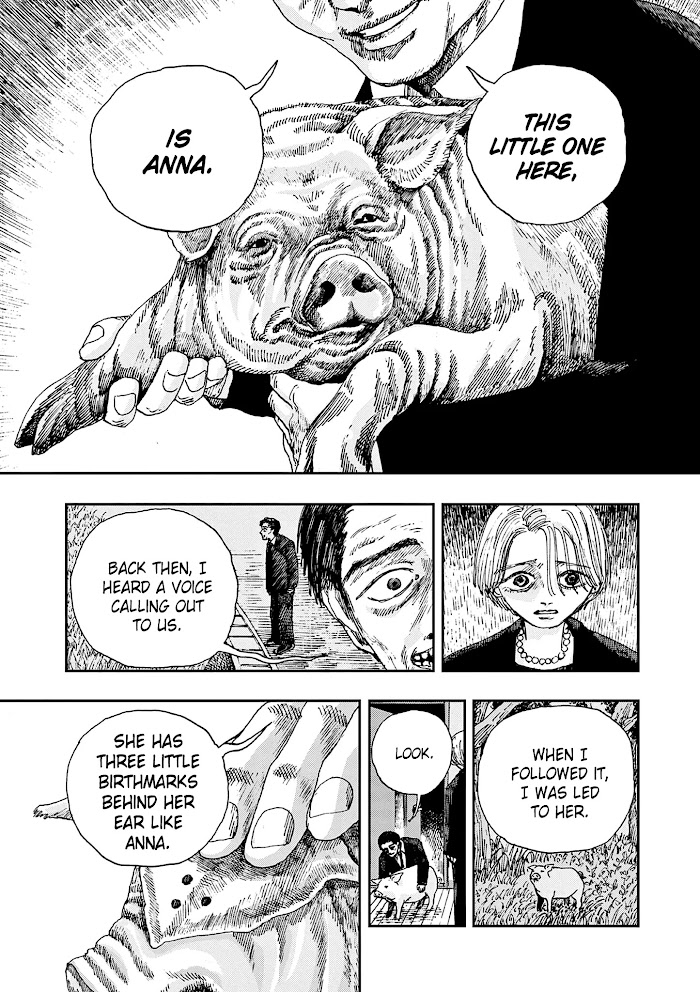 THIS
LITTLE ONE
HERE,
IS
ANNA.
BACK THEN, I
HEARD A VOICE
CALLING OUT
TO US.
WHEN I
FOLLOWED IT,
I WAS LED
TO HER.
LOOK.
SHE HAS
THREE LITTLE
BIRTHMARKS
BEHIND HER
EAR LIKE
ANNA.